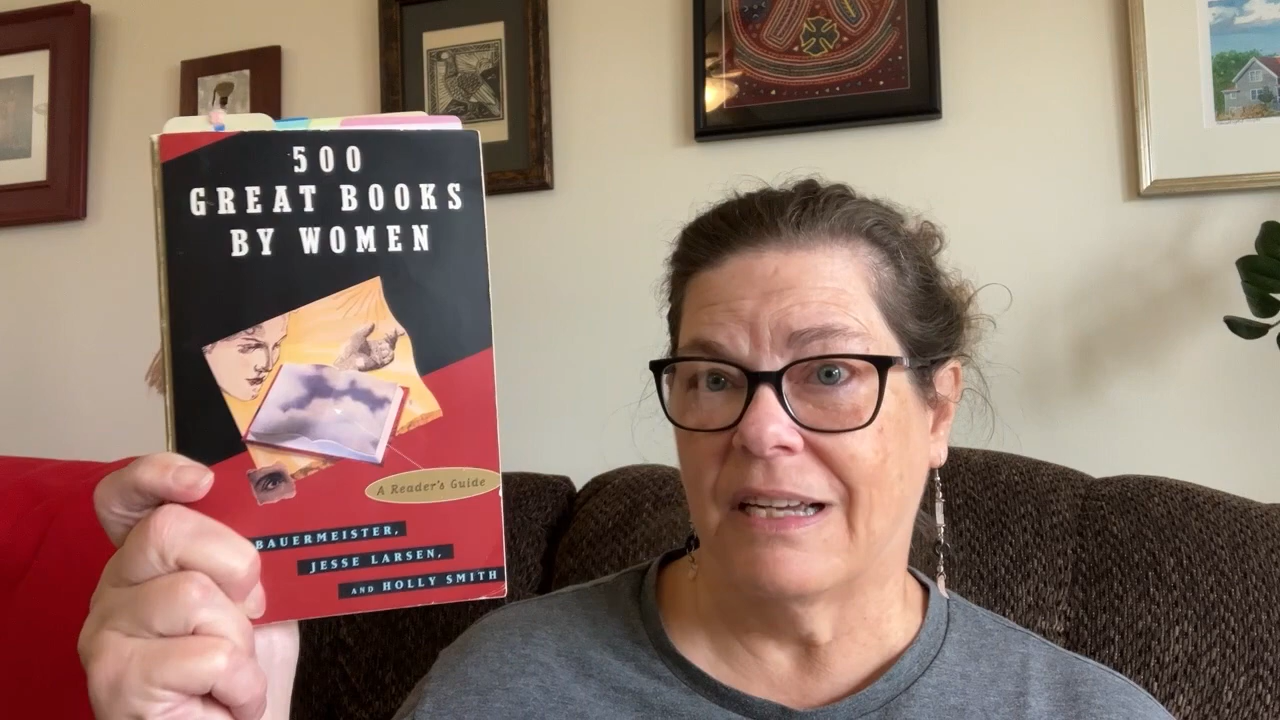 500
GREAT BOOKS
BY WOMEN
A Reader's Guide
BAUERMEISTER,
JESSE LARSEN,
AND HOLLY SMITH